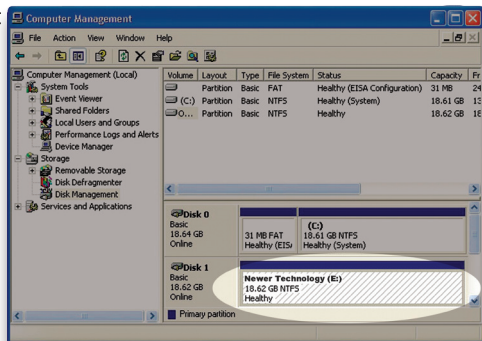 Computer Management
File Action View Window Help
Computer Management (Local)
System Tools
Event Viewer
Shared Folders
Local Users and Groups
Performance Logs and Alerts
Device Manager
Storage
Removable Storage
Disk Defragmenter
Disk Management
Services and Applications
Volume Layout Type File System Status Capacity Fr
Partition Basic FAT Healthy (EISA Configuration) 31 MB 24
(C:) Partition Basic NTFS Healthy (System) 18.61 GB 13
O... Partition Basic NTFS Healthy 18.62 GB 18
Disk 0
Basic
18.64 GB
Online
31 MB FAT
Healthy (EIS
(C:)
18.61 GB NTFS
Healthy (System)
Disk 1
Basic
18.62 GB
Online
Newer Technology (E:)
18.62 GB NTFS
Healthy
Primary partition